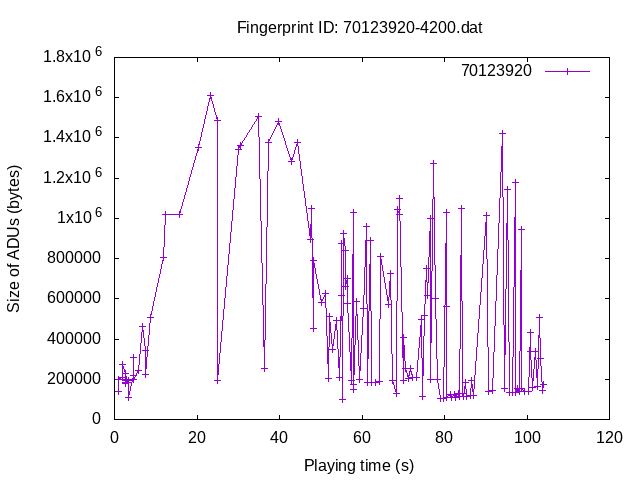 Fingerprint ID: 70123920-4200.dat
70123920
1.8x10^6
1.6x10^6
1.4x10^6
1.2x10^6
1x10^6
800000
600000
400000
200000
0
Size of ADUs (bytes)
0 20 40 60 80 100 120
Playing time (s)